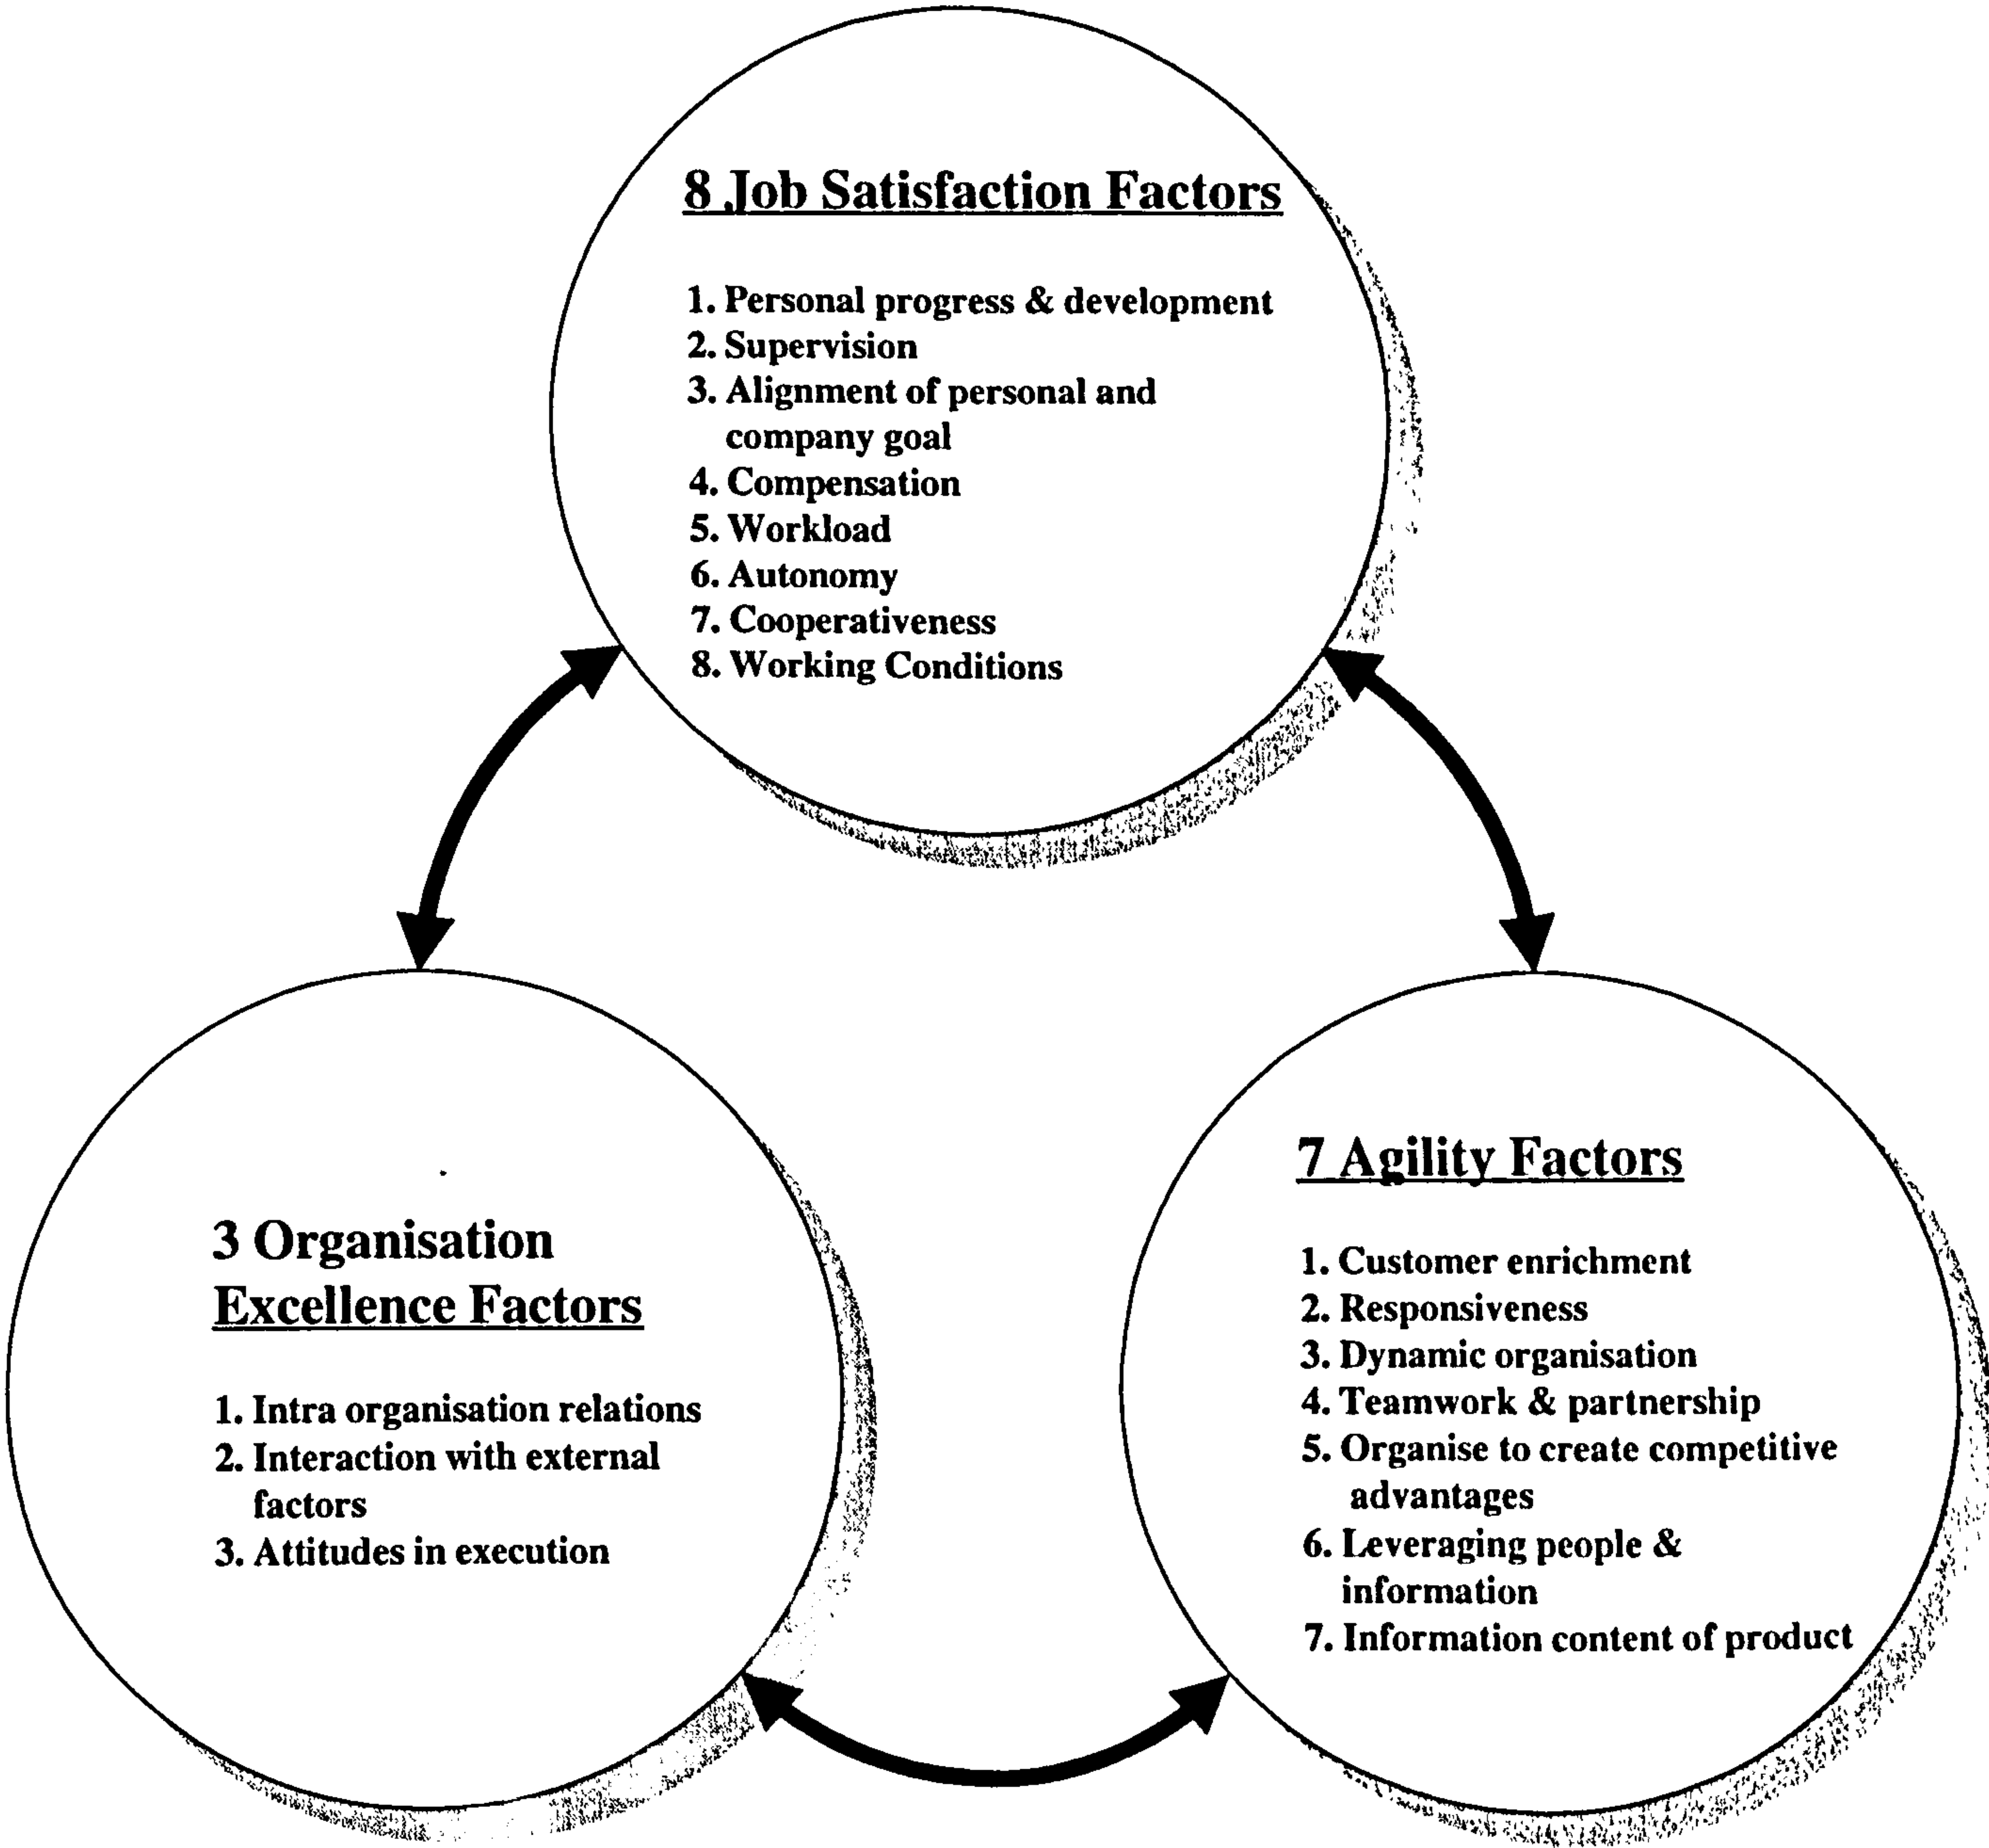 8 Job Satisfaction Factors
1. Personal progress & development
2. Supervision
3. Alignment of personal and
company goal
4. Compensation
5. Workload
6. Autonomy
7. Cooperativeness
8. Working Conditions
3 Organisation
Excellence Factors
1. Intra organisation relations
2. Interaction with external
factors
3. Attitudes in execution
7 Agility Factors
1. Customer enrichment
2. Responsiveness
3. Dynamic organisation
4. Teamwork & partnership
5. Organise to create competitive
advantages
6. Leveraging people &
information
7. Information content of product